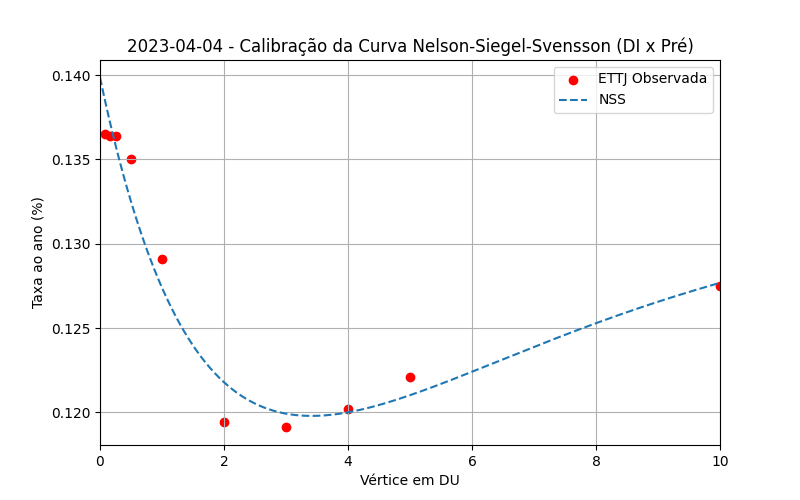 2023-04-04 - Calibração da Curva Nelson-Siegel-Svensson (DI x Pré)
ETTJ Observada
NSS
Taxa ao ano (%)
0.140
0.135
0.130
0.125
0.120
0
2
4
6
8
10
Vértice em DU